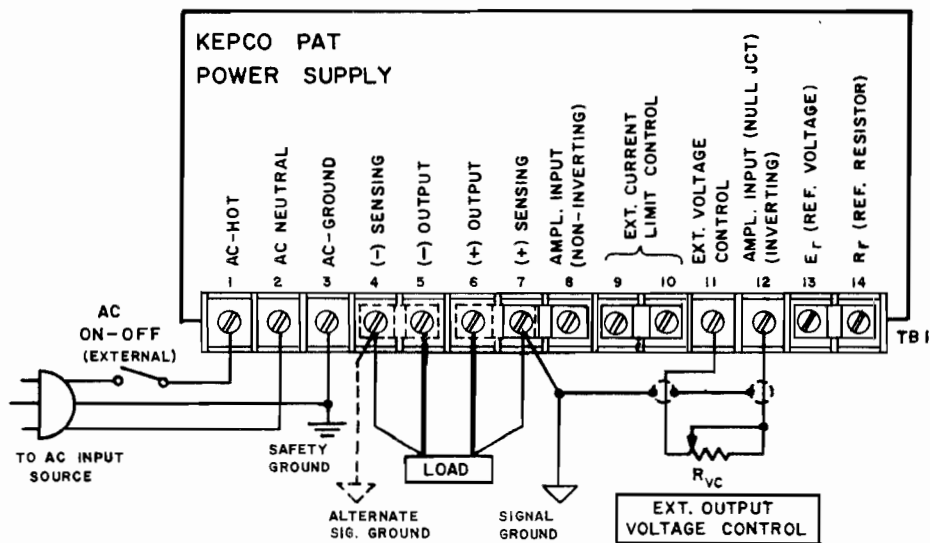 KEPCO PAT
POWER SUPPLY
AC-HOT
AC NEUTRAL
AC-GROUND
(-) SENSING
(-) OUTPUT
(+) OUTPUT
(+) SENSING
AMPL. INPUT
(NON-INVERTING)
EXT. CURRENT
LIMIT CONTROL
EXT. VOLTAGE
CONTROL
AMPL. INPUT (NULL JCT)
(INVERTING)
Er (REF. VOLTAGE)
Rr (REF. RESISTOR)
1 2 3 4 5 6 7 8 9 10 11 12 13 14
AC
ON-OFF
(EXTERNAL)
TO AC INPUT
SOURCE
SAFETY
GROUND
LOAD
ALTERNATE
SIG. GROUND
SIGNAL
GROUND
RVC
EXT. OUTPUT
VOLTAGE CONTROL